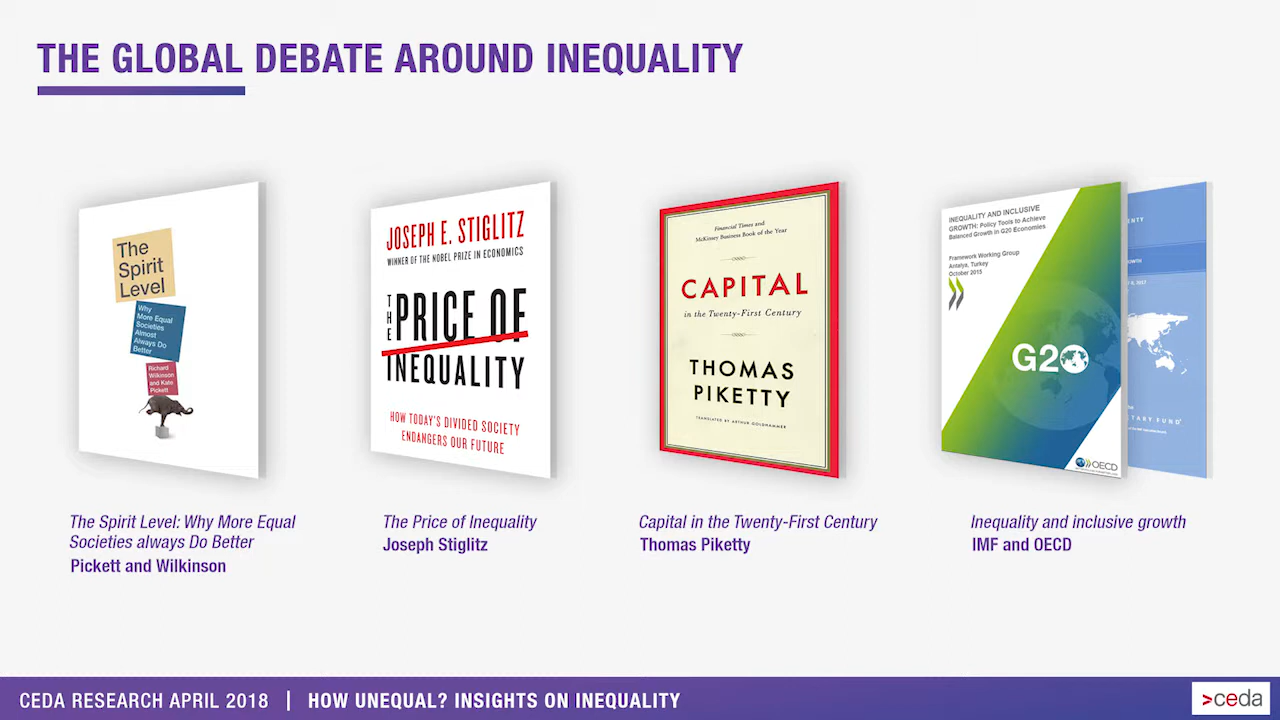 THE GLOBAL DEBATE AROUND INEQUALITY
The
Spirit
Level
Why
More Equal
Societies
Almost
Always Do
Better
Richard
Wilkinson
and Kate
Pickett
JOSEPH E. STIGLITZ
WINNER OF THE NOBEL PRIZE IN ECONOMICS
THE PRICE OF
INEQUALITY
HOW TODAY'S DIVIDED SOCIETY
ENDANGERS OUR FUTURE
Financial Times and
McKinsey Business Book of the Year
CAPITAL
in the Twenty-First Century
THOMAS
PIKETTY
TRANSLATED BY ARTHUR GOLDHAMMER
INEQUALITY AND INCLUSIVE
GROWTH: Policy Tools to Achieve
Balanced Growth in G20 Economies
Framework Working Group
Antalya, Turkey
October 2015
G20
OECD
The Spirit Level: Why More Equal
Societies always Do Better
Pickett and Wilkinson
The Price of Inequality
Joseph Stiglitz
Capital in the Twenty-First Century
Thomas Piketty
Inequality and inclusive growth
IMF and OECD
CEDA RESEARCH APRIL 2018 | HOW UNEQUAL? INSIGHTS ON INEQUALITY
>ceda